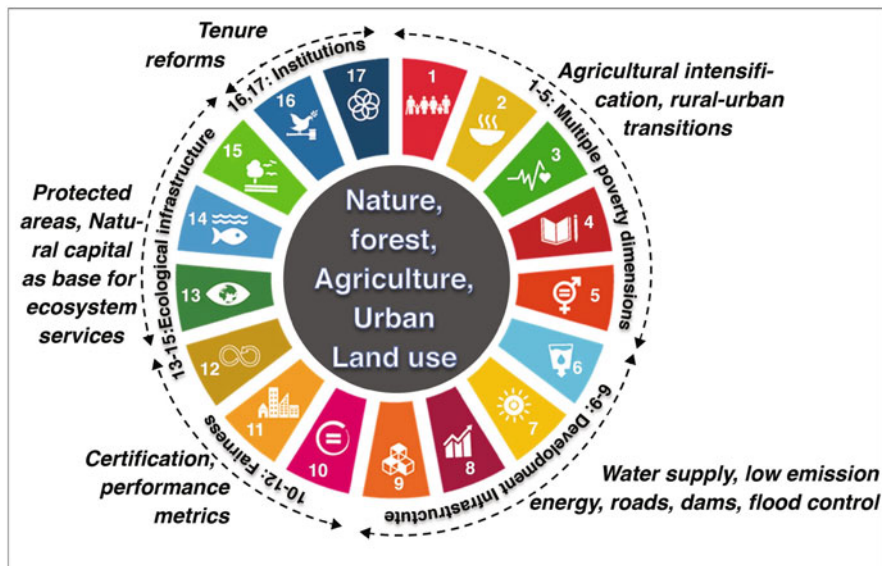 Tenure
reforms
16,17: Institutions
17
1
16
2
Agricultural intensifi-
cation, rural-urban
transitions
1-5: Multiple poverty dimensions
15
3
Protected
areas, Natu-
ral capital
as base for
ecosystem
services
13-15:Ecological infrastructure
14
4
13
5
Nature,
forest,
Agriculture,
Urban
Land use
12
6
11
7
10
9
8
10-12: Fairness
6-9: Development Infrastructute
Certification,
performance
metrics
Water supply, low emission
energy, roads, dams, flood control